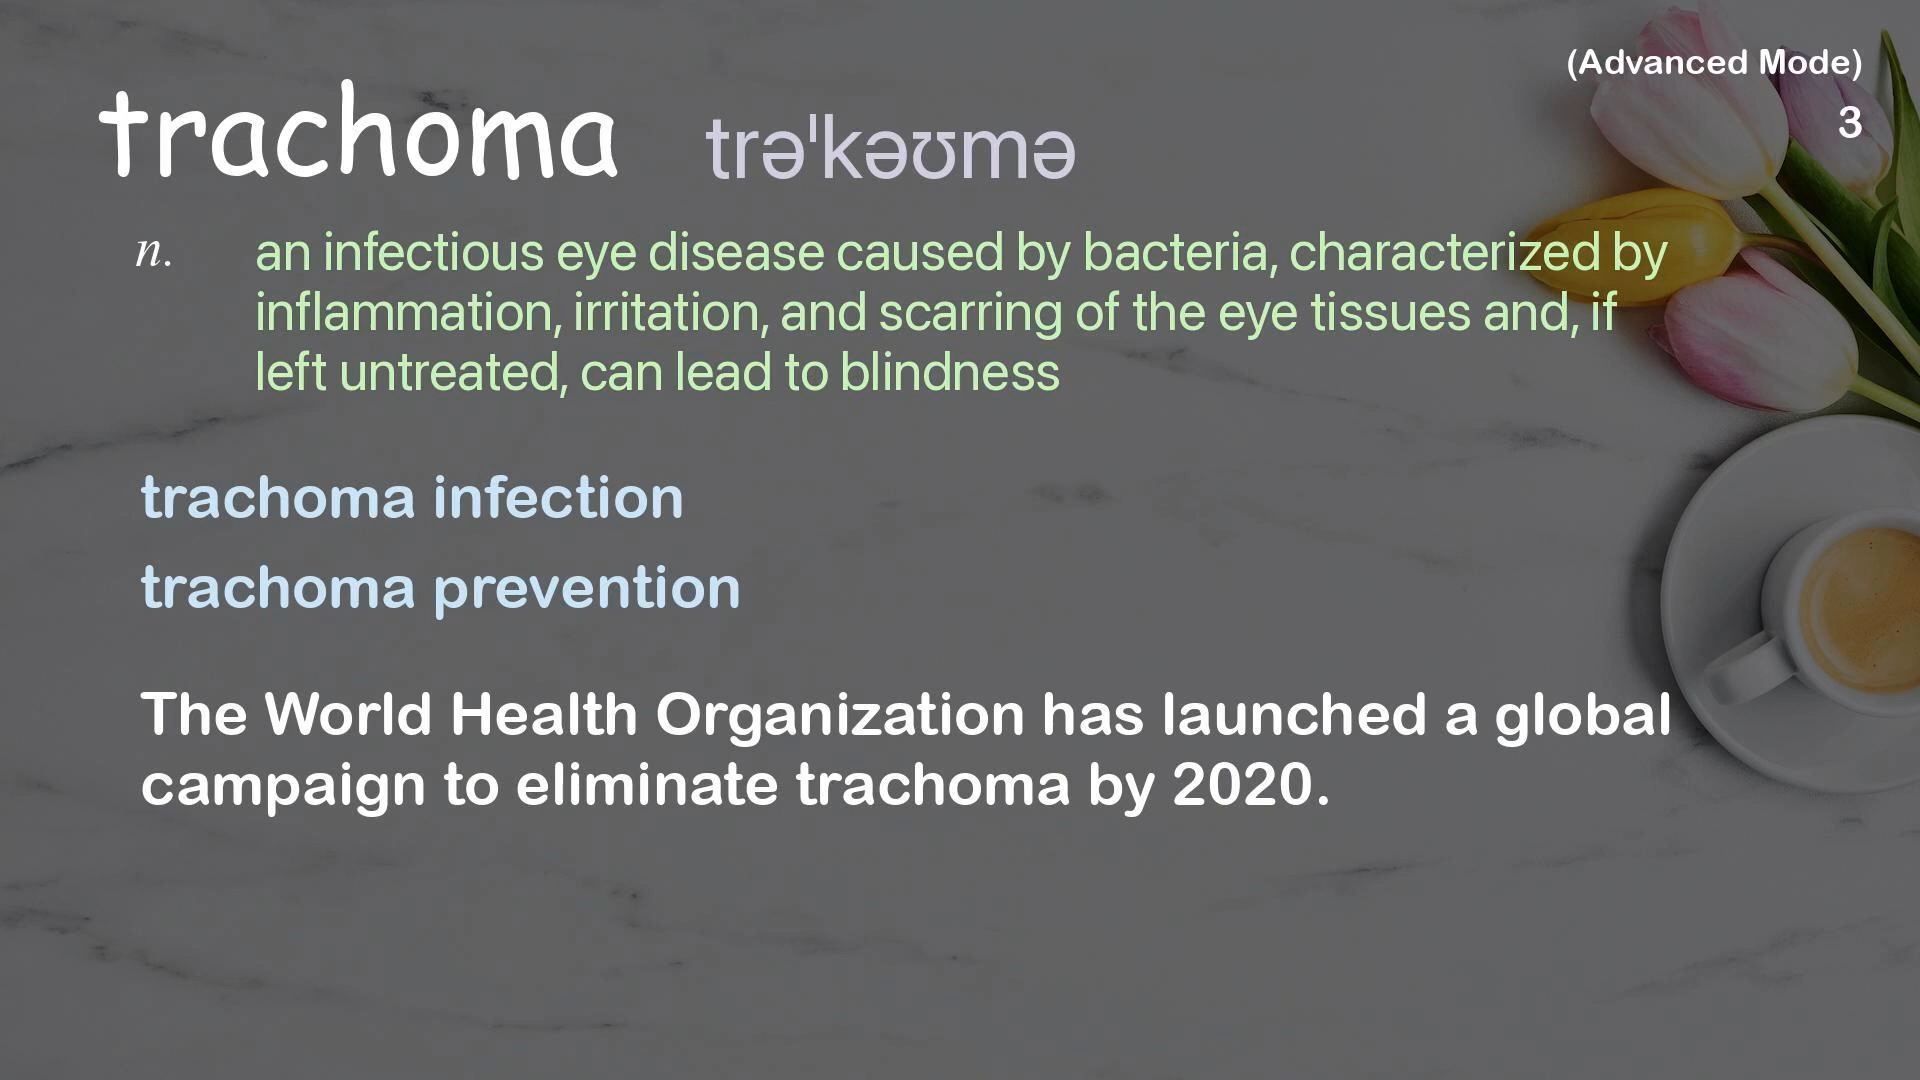 (Advanced Mode)
3
trachoma trəˈkəʊmə
n. an infectious eye disease caused by bacteria, characterized by
inflammation, irritation, and scarring of the eye tissues and, if
left untreated, can lead to blindness
trachoma infection
trachoma prevention
The World Health Organization has launched a global
campaign to eliminate trachoma by 2020.